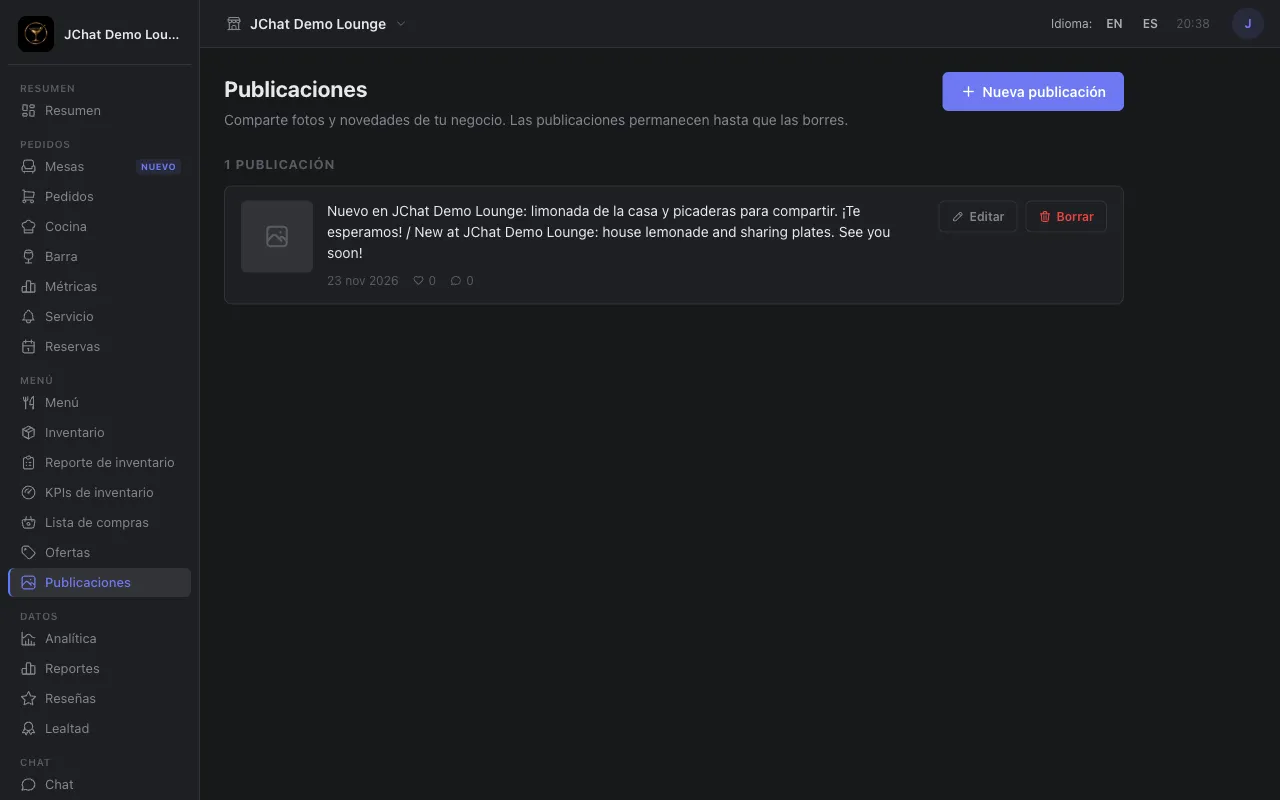 JChat Demo Lou...
RESUMEN
Resumen
PEDIDOS
Mesas NUEVO
Pedidos
Cocina
Barra
Métricas
Servicio
Reservas
MENÚ
Menú
Inventario
Reporte de inventario
KPIs de inventario
Lista de compras
Ofertas
Publicaciones
DATOS
Analítica
Reportes
Reseñas
Lealtad
CHAT
Chat
JChat Demo Lounge
Idioma: EN ES 20:38 J
Publicaciones
Nueva publicación
Comparte fotos y novedades de tu negocio. Las publicaciones permanecen hasta que las borres.
1 PUBLICACIÓN
Nuevo en JChat Demo Lounge: limonada de la casa y picaderas para compartir. ¡Te
esperamos! / New at JChat Demo Lounge: house lemonade and sharing plates. See you
soon!
23 nov 2026 0 0
Editar
Borrar